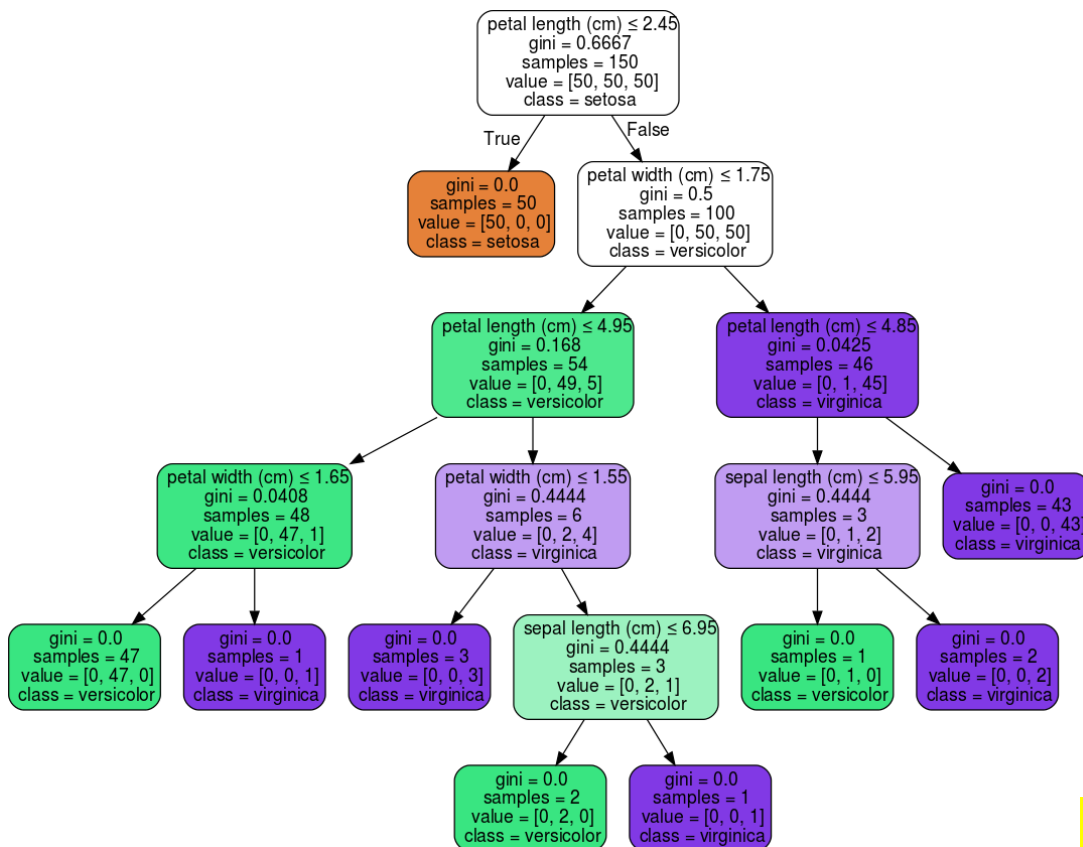 petal length (cm) ≤ 2.45
gini = 0.6667
samples = 150
value = [50, 50, 50]
class = setosa
True
False
gini = 0.0
samples = 50
value = [50, 0, 0]
class = setosa
petal width (cm) ≤ 1.75
gini = 0.5
samples = 100
value = [0, 50, 50]
class = versicolor
petal length (cm) ≤ 4.95
gini = 0.168
samples = 54
value = [0, 49, 5]
class = versicolor
petal length (cm) ≤ 4.85
gini = 0.0425
samples = 46
value = [0, 1, 45]
class = virginica
petal width (cm) ≤ 1.65
gini = 0.0408
samples = 48
value = [0, 47, 1]
class = versicolor
petal width (cm) ≤ 1.55
gini = 0.4444
samples = 6
value = [0, 2, 4]
class = virginica
sepal length (cm) ≤ 5.95
gini = 0.4444
samples = 3
value = [0, 1, 2]
class = virginica
gini = 0.0
samples = 43
value = [0, 0, 43]
class = virginica
gini = 0.0
samples = 47
value = [0, 47, 0]
class = versicolor
gini = 0.0
samples = 1
value = [0, 0, 1]
class = virginica
gini = 0.0
samples = 3
value = [0, 0, 3]
class = virginica
sepal length (cm) ≤ 6.95
gini = 0.4444
samples = 3
value = [0, 2, 1]
class = versicolor
gini = 0.0
samples = 1
value = [0, 1, 0]
class = versicolor
gini = 0.0
samples = 2
value = [0, 0, 2]
class = virginica
gini = 0.0
samples = 2
value = [0, 2, 0]
class = versicolor
gini = 0.0
samples = 1
value = [0, 0, 1]
class = virginica